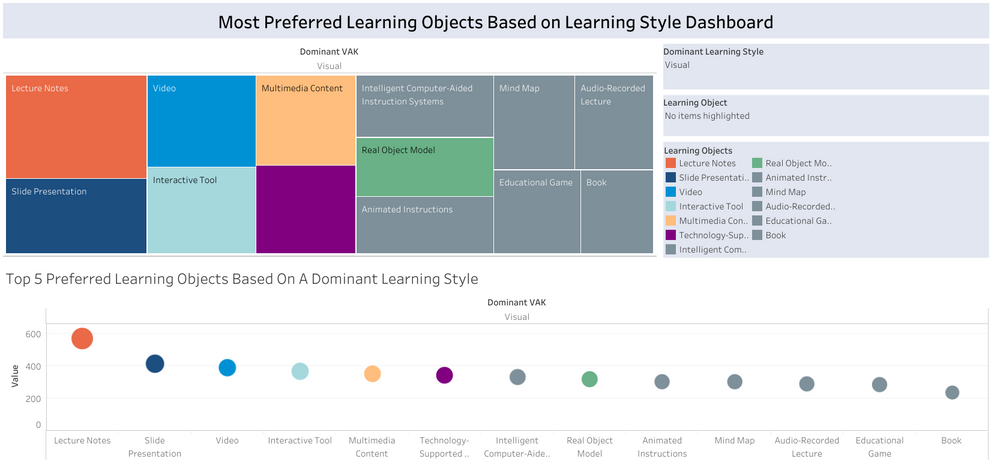 Most Preferred Learning Objects Based on Learning Style Dashboard
Dominant VAK
Visual
Lecture Notes
Video
Multimedia Content
Intelligent Computer-Aided
Instruction Systems
Mind Map
Audio-Recorded
Lecture
Real Object Model
Slide Presentation
Interactive Tool
Animated Instructions
Educational Game
Book
Dominant Learning Style
Visual
Learning Object
No items highlighted
Learning Objects
Lecture Notes
Slide Presentati..
Video
Interactive Tool
Multimedia Con..
Technology-Sup..
Intelligent Com..
Real Object Mo..
Animated Instr..
Mind Map
Audio-Recorded..
Educational Ga..
Book
Top 5 Preferred Learning Objects Based On A Dominant Learning Style
Dominant VAK
Visual
Value
600
400
200
0
Lecture Notes
Slide
Presentation
Video
Interactive Tool
Multimedia
Content
Technology-
Supported ..
Intelligent
Computer-Aide..
Real Object
Model
Animated
Instructions
Mind Map
Audio-Recorded
Lecture
Educational
Game
Book